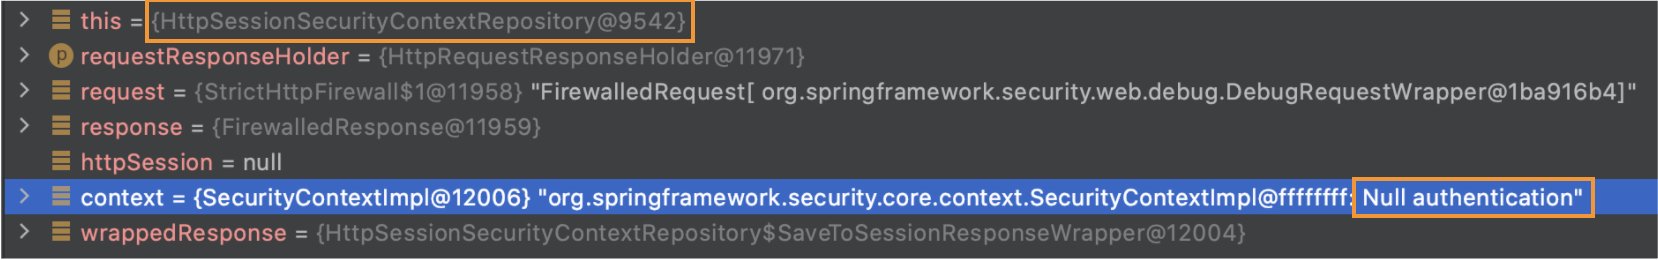 this = {HttpSessionSecurityContextRepository@9542}
p requestResponseHolder = {HttpRequestResponseHolder@11971}
request = {StrictHttpFirewall$1@11958} "FirewalledRequest[ org.springframework.security.web.debug.DebugRequestWrapper@1ba916b4]"
response = {FirewalledResponse@11959}
httpSession = null
context = {SecurityContextImpl@12006} "org.springframework.security.core.context.SecurityContextImpl@ffffffff: Null authentication"
wrappedResponse = {HttpSessionSecurityContextRepository$SaveToSessionResponseWrapper@12004}